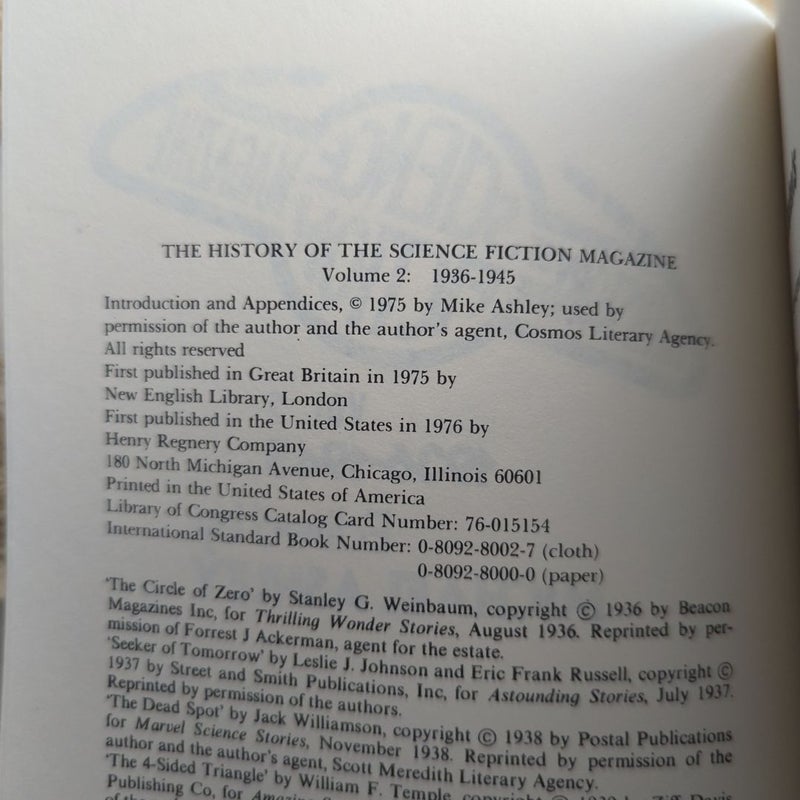 THE HISTORY OF THE SCIENCE FICTION MAGAZINE
Volume 2: 1936-1945
Introduction and Appendices, © 1975 by Mike Ashley; used by
permission of the author and the author's agent, Cosmos Literary Agency.
All rights reserved
First published in Great Britain in 1975 by
New English Library, London
First published in the United States in 1976 by
Henry Regnery Company
180 North Michigan Avenue, Chicago, Illinois 60601
Printed in the United States of America
Library of Congress Catalog Card Number: 76-015154
International Standard Book Number: 0-8092-8002-7 (cloth)
0-8092-8000-0 (paper)
'The Circle of Zero' by Stanley G. Weinbaum, copyright © 1936 by Beacon
Magazines Inc, for Thrilling Wonder Stories, August 1936. Reprinted by per-
mission of Forrest J Ackerman, agent for the estate.
'Seeker of Tomorrow' by Leslie J. Johnson and Eric Frank Russell, copyright ©
1937 by Street and Smith Publications, Inc, for Astounding Stories, July 1937.
Reprinted by permission of the authors.
'The Dead Spot' by Jack Williamson, copyright © 1938 by Postal Publications
for Marvel Science Stories, November 1938. Reprinted by permission of the
author and the author's agent, Scott Meredith Literary Agency.
'The 4-Sided Triangle' by William F. Temple, copyright © 1939 by Ziff-Davis
Publishing Co, for Amazing